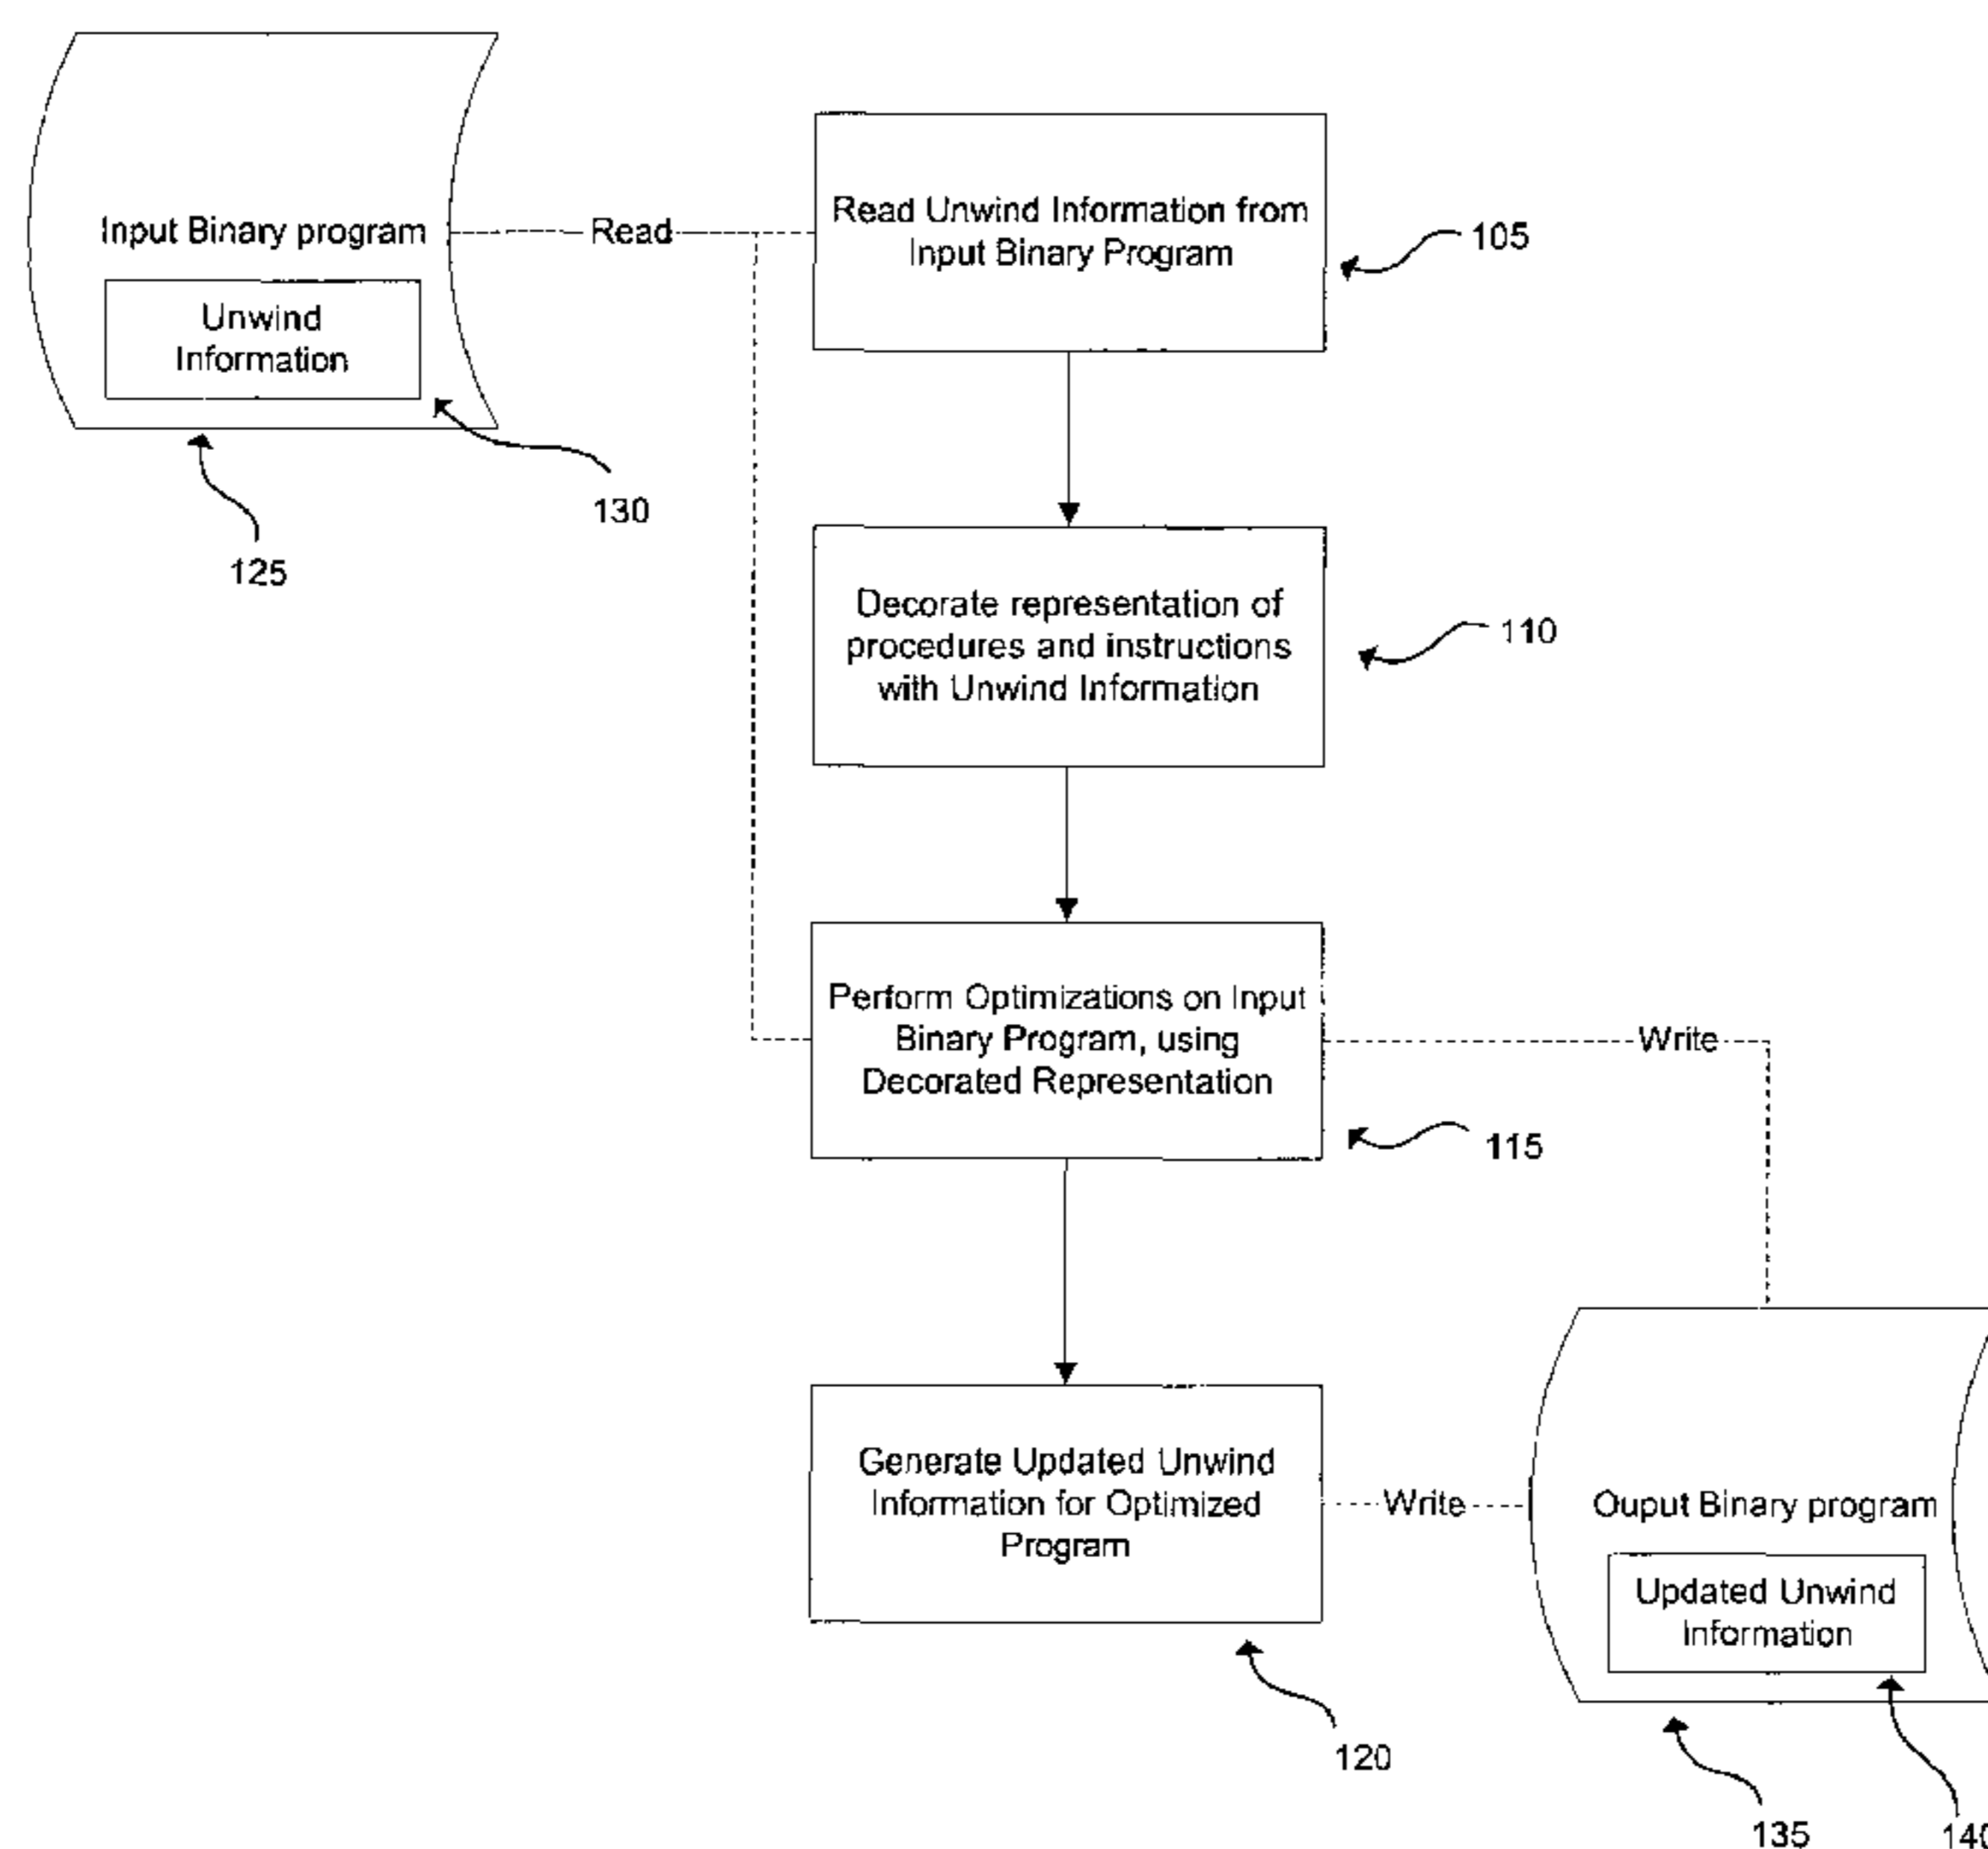 Input Binary program
Unwind
Information
125
130
Read
Read Unwind Information from
Input Binary Program
105
Decorate representation of
procedures and instructions
with Unwind Information
110
Perform Optimizations on Input
Binary Program, using
Decorated Representation
115
Write
Generate Updated Unwind
Information for Optimized
Program
120
Write
Ouput Binary program
Updated Unwind
Information
135
140